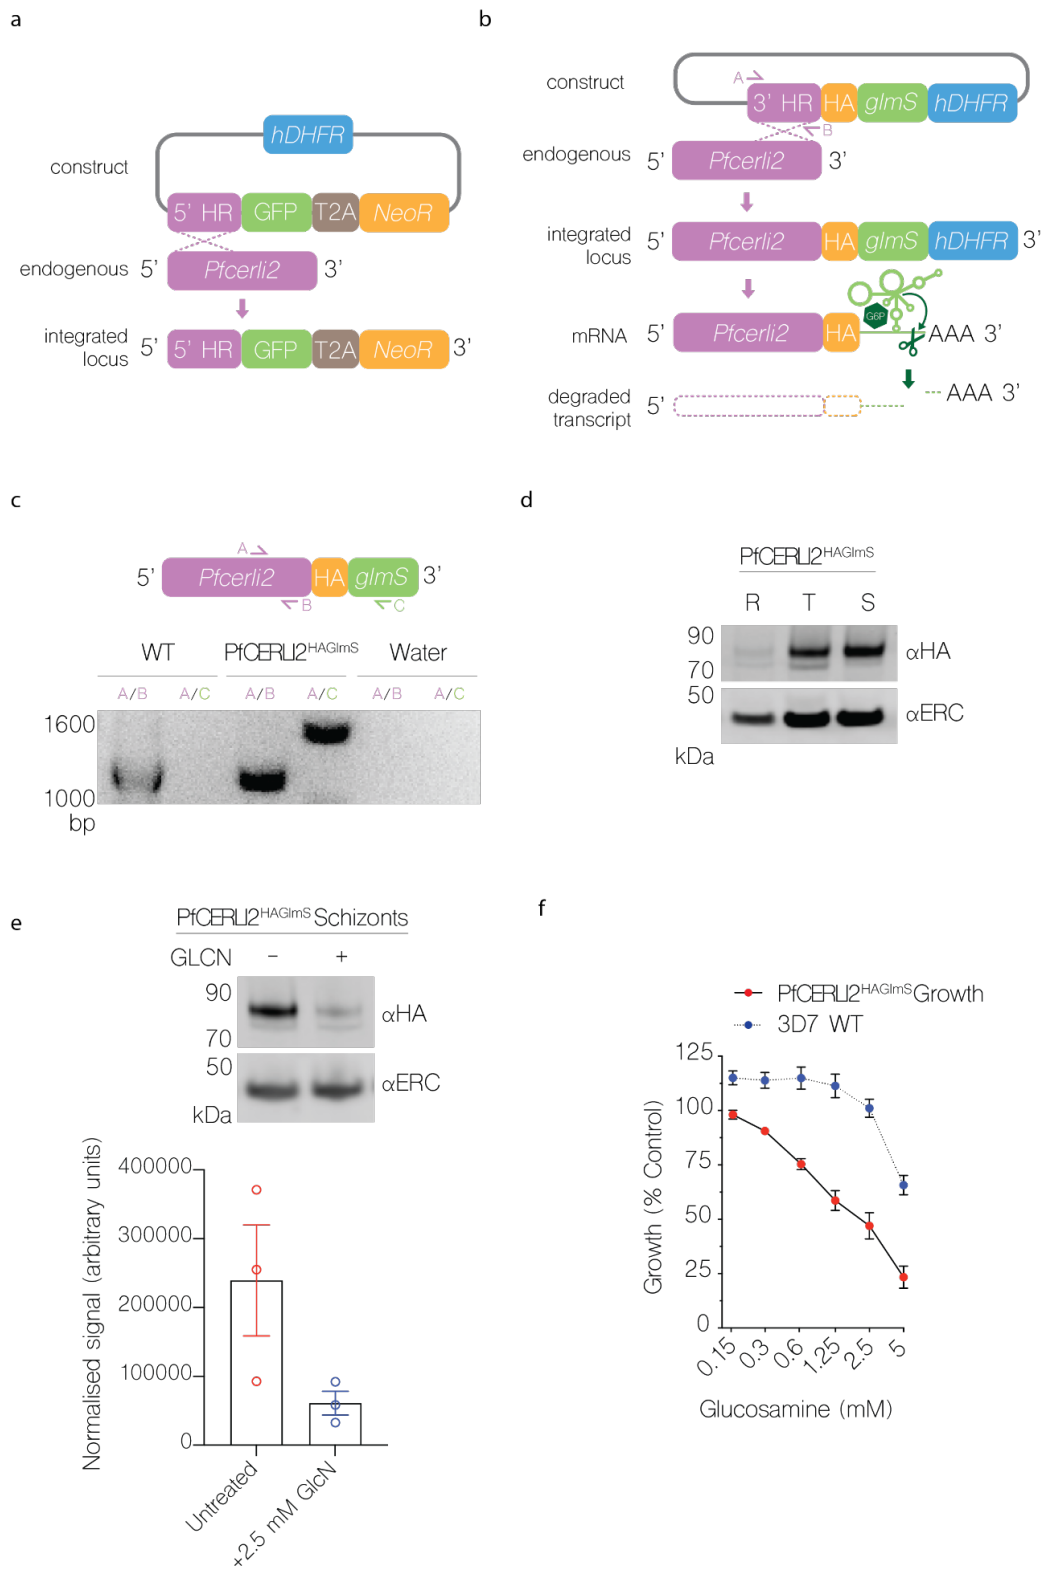 a
hDHFR
construct
5' HR GFP T2A NeoR
endogenous 5' Pfcerli2 3'
integrated
locus
5' 5' HR GFP T2A NeoR 3'
b
construct
A
3' HR HA glmS hDHFR
B
endogenous 5' Pfcerli2 3'
integrated
locus
5' Pfcerli2 HA glmS hDHFR 3'
G6P
mRNA 5' Pfcerli2 HA AAA 3'
degraded
transcript
5' AAA 3'
c
A
5' Pfcerli2 HA glmS 3'
B C
WT PfCERLI2HAGlmS Water
A/B A/C A/B A/C A/B A/C
1600
1000
bp
d
PfCERLI2HAGlmS
R T S
90
70
αHA
50
αERC
kDa
e
PfCERLI2HAGlmS Schizonts
GLCN - +
90
70
αHA
50
αERC
kDa
Normalised signal (arbitrary units)
400000
300000
200000
100000
0
Untreated
+2.5 mM GlcN
f
PfCERLI2HAGlmS Growth
3D7 WT
Growth (% Control)
125
100
75
50
25
0
0.15 0.3 0.6 1.25 2.5 5
Glucosamine (mM)